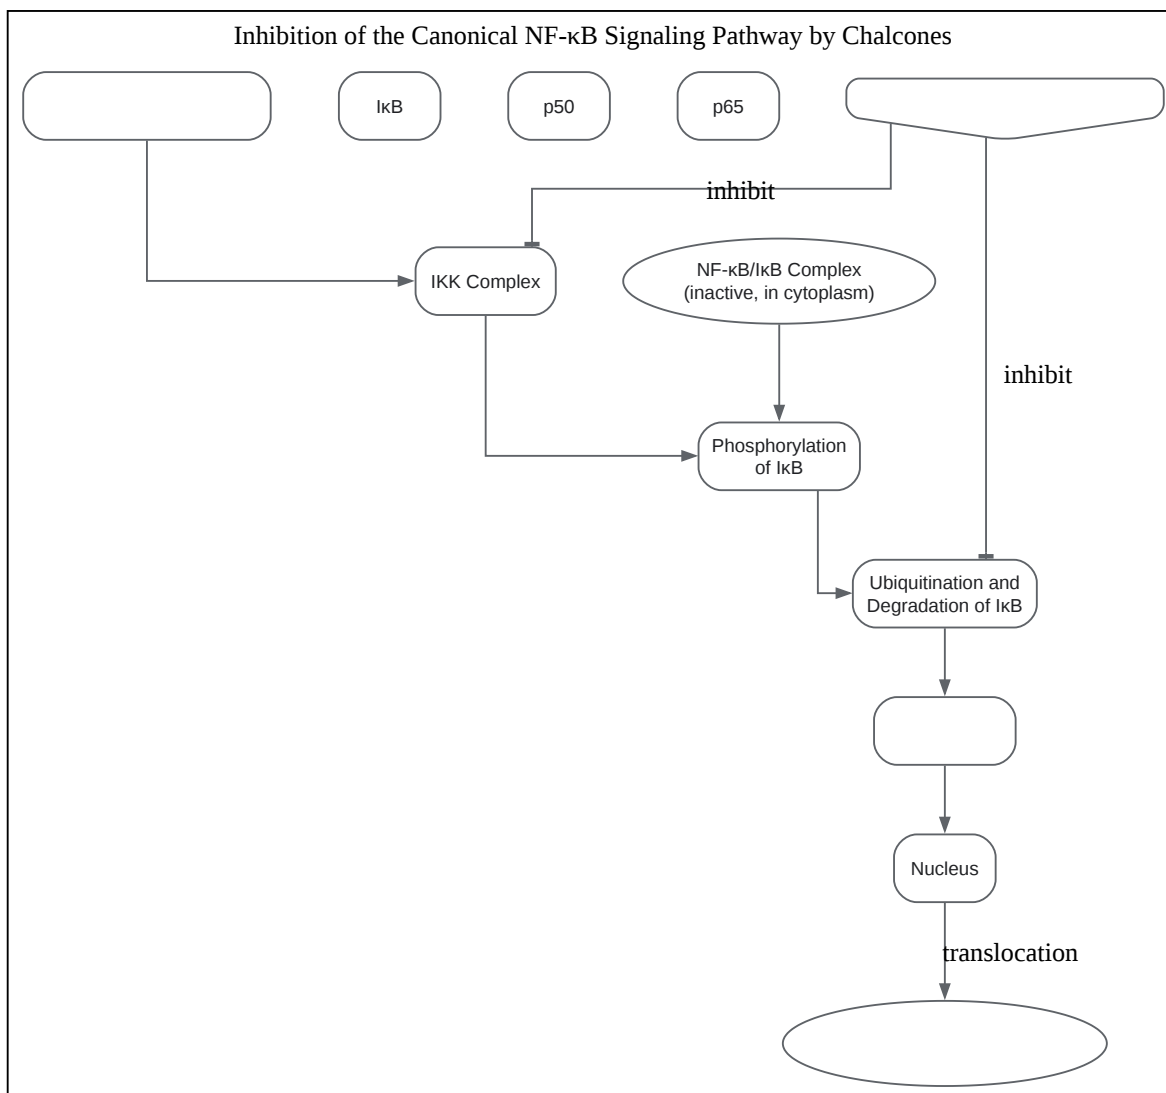 Inhibition of the Canonical NF-κB Signaling Pathway by Chalcones
IκB
p50
p65
inhibit
IKK Complex
NF-κB/IκB Complex
(inactive, in cytoplasm)
inhibit
Phosphorylation
of IκB
Ubiquitination and
Degradation of IκB
Nucleus
translocation